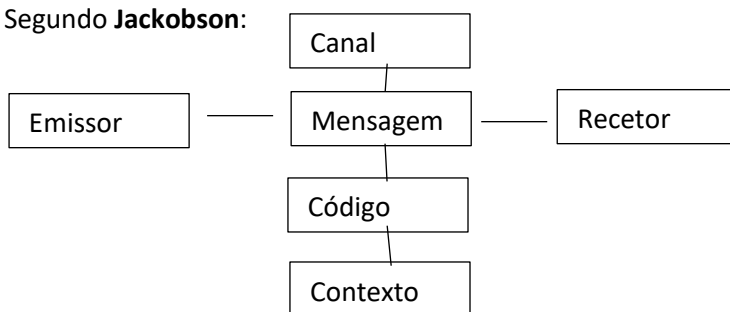 Segundo Jackobson:
Canal
Emissor
Mensagem
Recetor
Código
Contexto